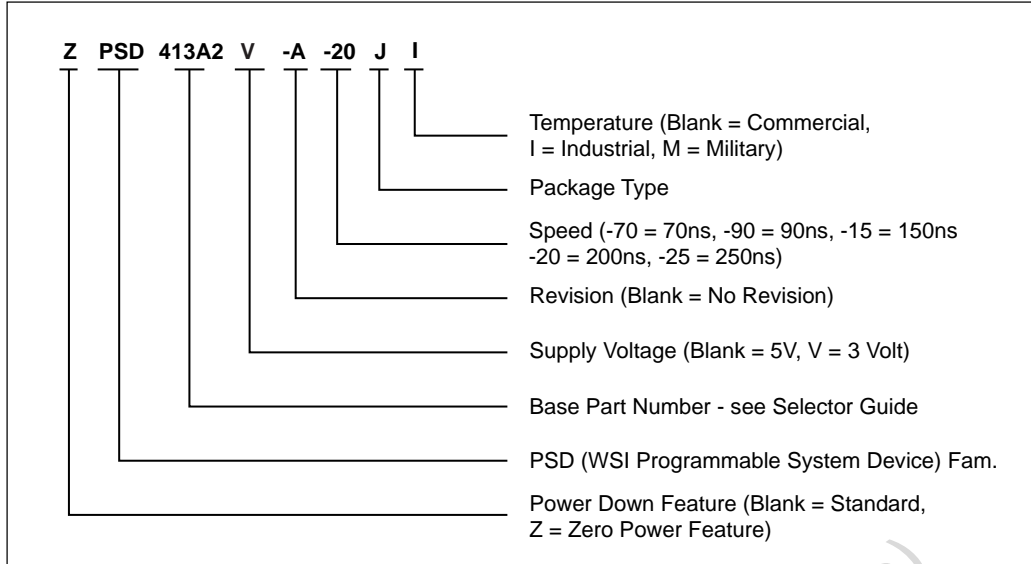 Z PSD 413A2 V -A -20 J I
Temperature (Blank = Commercial,
I = Industrial, M = Military)
Package Type
Speed (-70 = 70ns, -90 = 90ns, -15 = 150ns
-20 = 200ns, -25 = 250ns)
Revision (Blank = No Revision)
Supply Voltage (Blank = 5V, V = 3 Volt)
Base Part Number - see Selector Guide
PSD (WSI Programmable System Device) Fam.
Power Down Feature (Blank = Standard,
Z = Zero Power Feature)